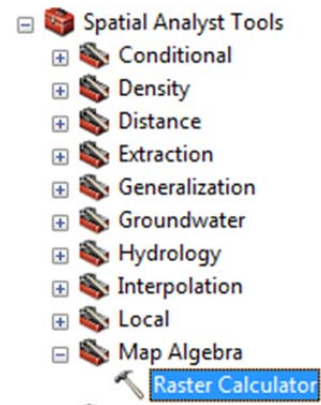 Spatial Analyst Tools
Conditional
Density
Distance
Extraction
Generalization
Groundwater
Hydrology
Interpolation
Local
Map Algebra
Raster Calculator